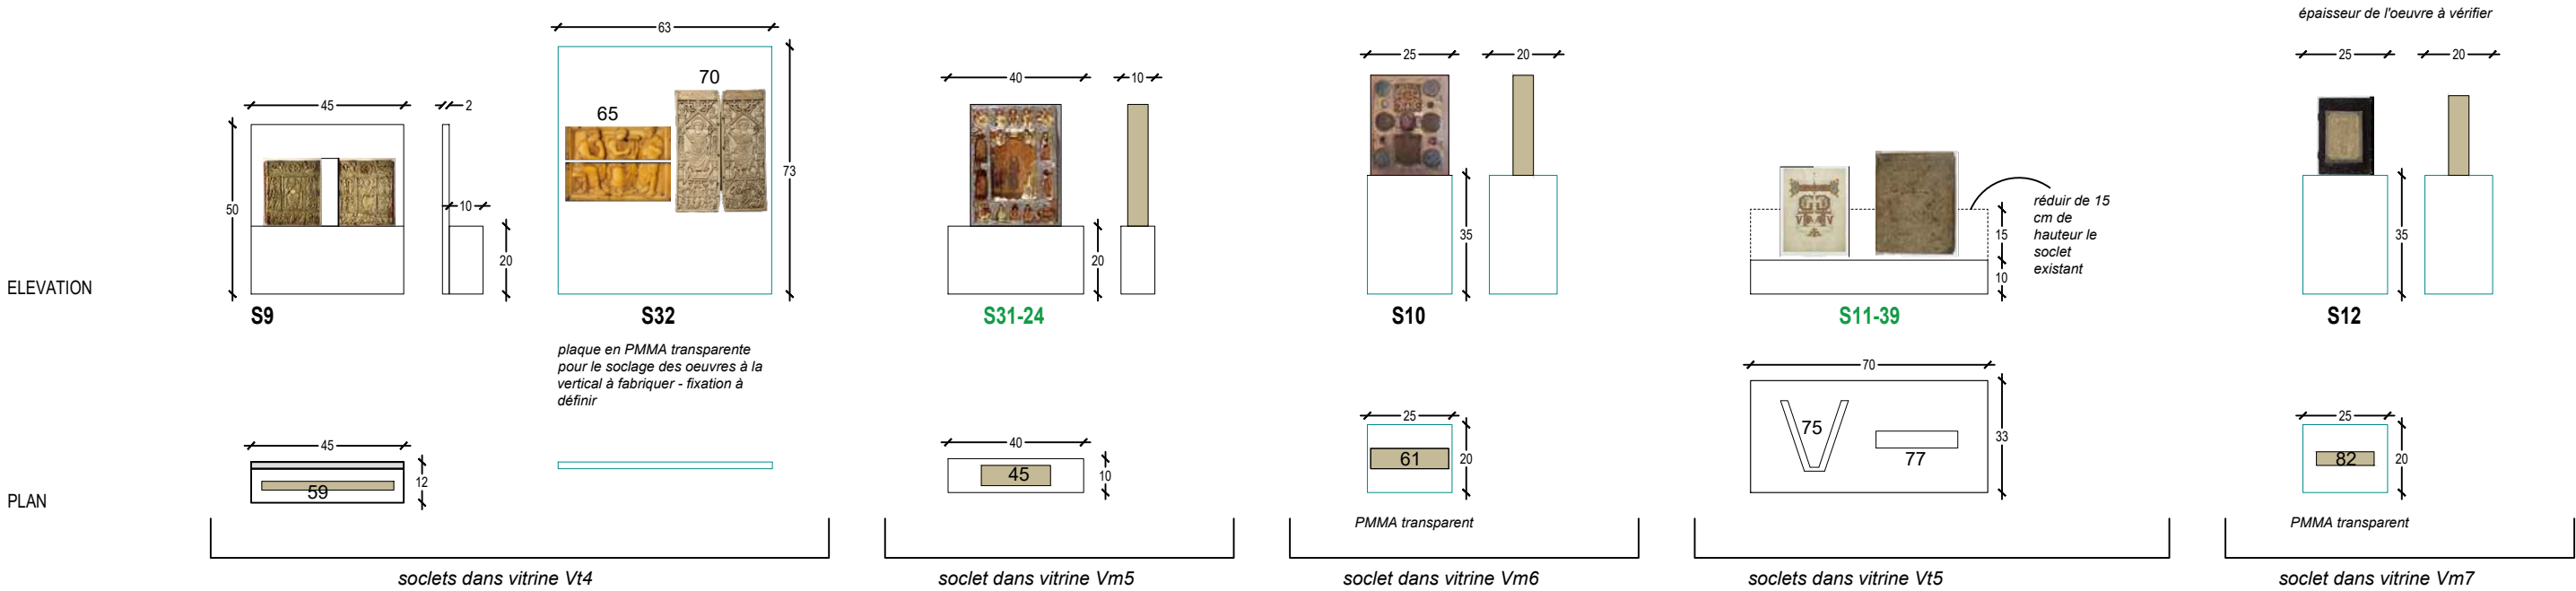 épaisseur de l'oeuvre à vérifier
63
45
2
70
65
50
10
20
73
40
10
20
25
20
35
réduir de 15
cm de
hauteur le
soclet
existant
15
10
25
20
35
ELEVATION
S9
S32
S31-24
S10
S11-39
S12
plaque en PMMA transparente
pour le soclage des oeuvres à la
vertical à fabriquer - fixation à
définir
PLAN
45
59
12
40
45
10
25
61
20
PMMA transparent
70
75
77
33
25
82
20
PMMA transparent
soclets dans vitrine Vt4
soclet dans vitrine Vm5
soclet dans vitrine Vm6
soclets dans vitrine Vt5
soclet dans vitrine Vm7